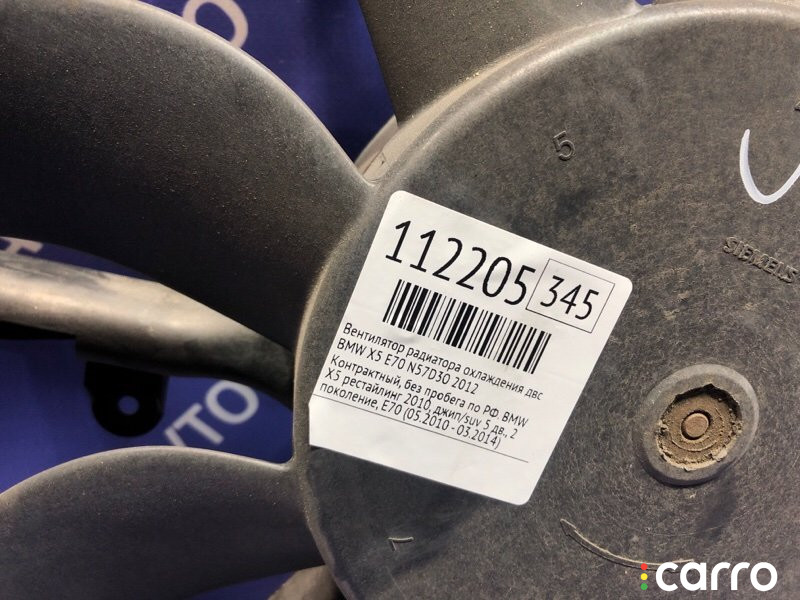 5
SIEMENS
112205 345
Вентилятор радиатора охлаждения двс
BMW X5 E70 N57D30 2012
Контрактный, без пробега по РФ. BMW
X5 рестайлинг 2010, джип/suv 5 дв., 2
поколение, E70 (05.2010 - 03.2014)
ВТО
carro